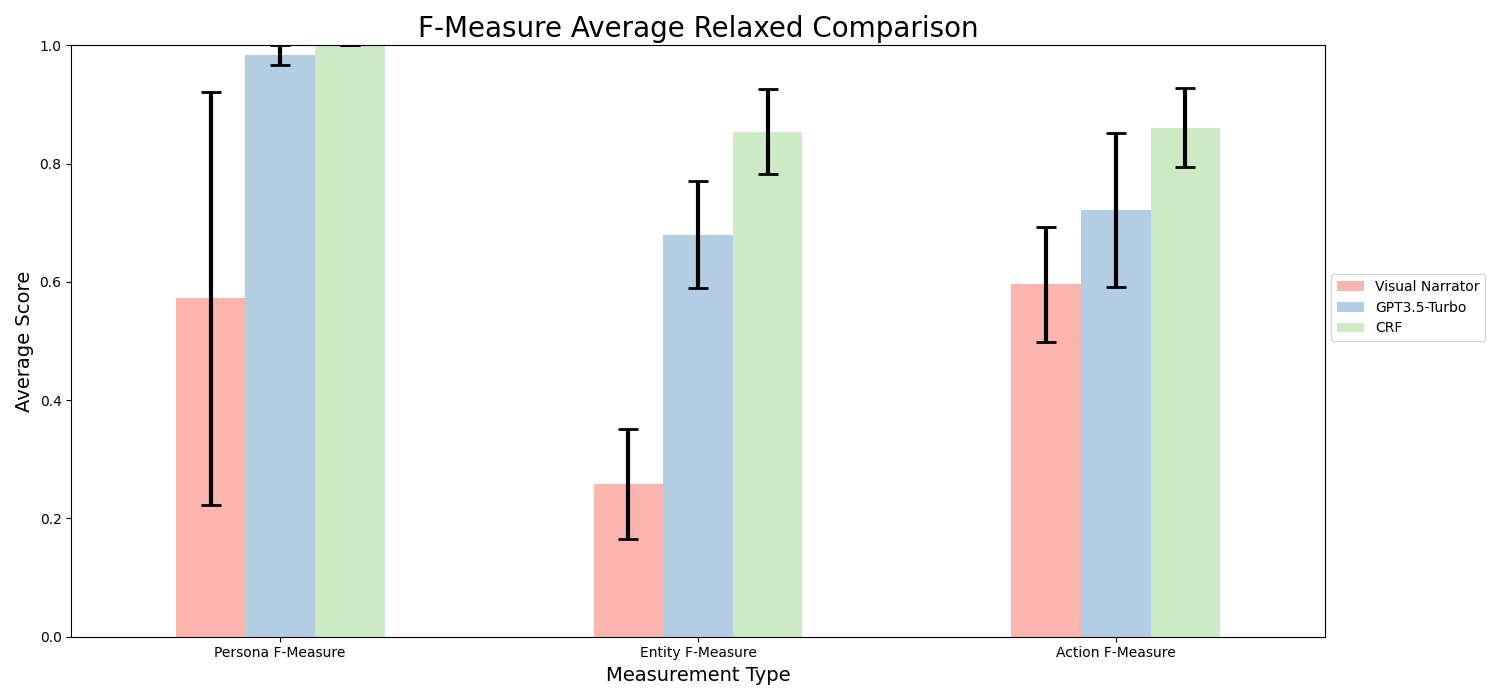 F-Measure Average Relaxed Comparison
Average Score
1.0
0.8
0.6
0.4
0.2
0.0
Persona F-Measure
Entity F-Measure
Action F-Measure
Measurement Type
Visual Narrator
GPT3.5-Turbo
CRF